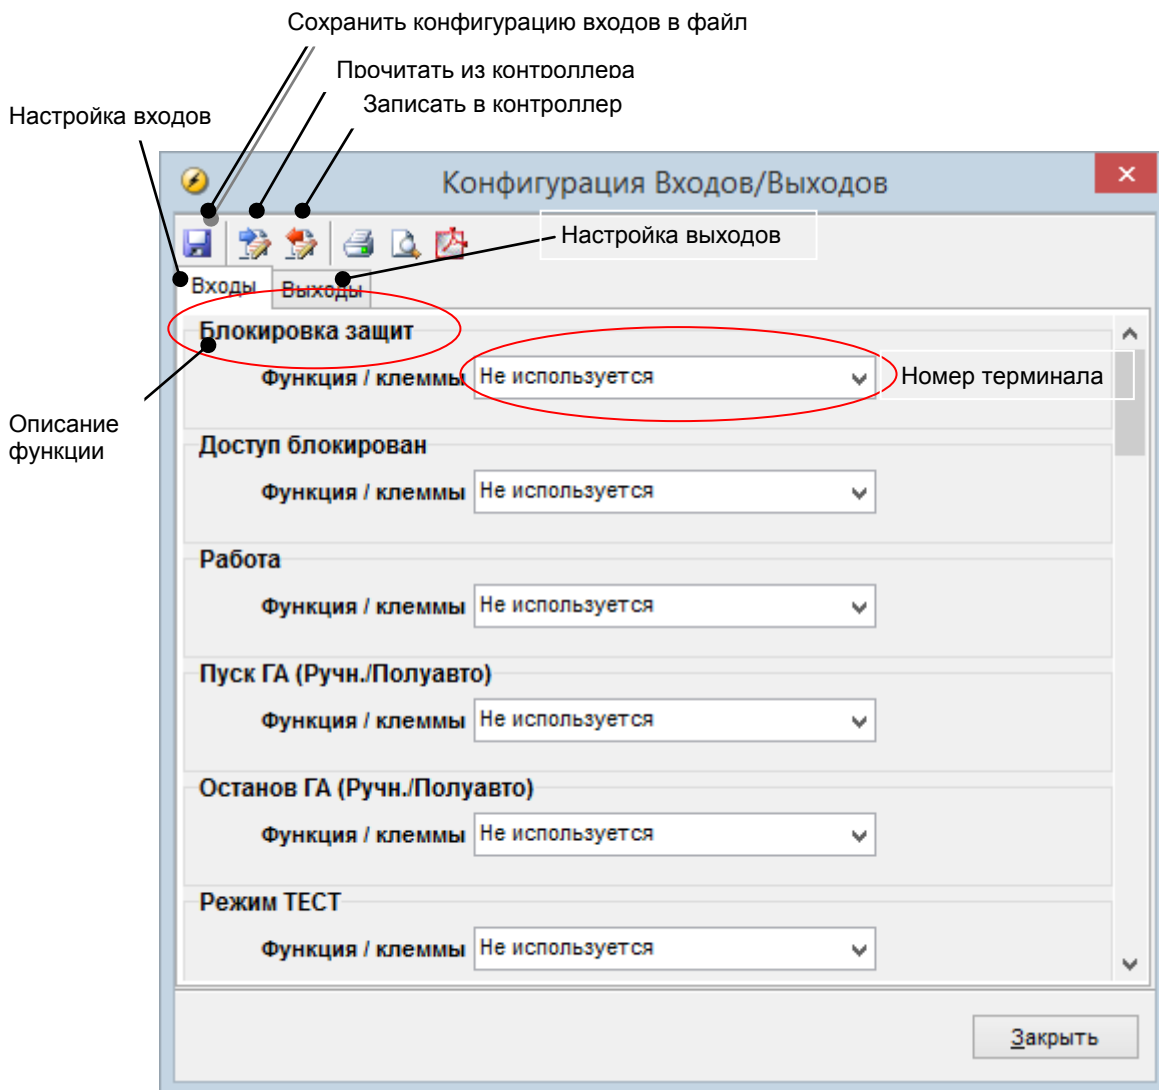 Сохранить конфигурацию входов в файл
Прочитать из контроллера
Записать в контроллер
Настройка входов
Конфигурация Входов/Выходов
Настройка выходов
Входы
Выходы
Блокировка защит
Функция / клеммы Не используется
Номер терминала
Описание
функции
Доступ блокирован
Функция / клеммы Не используется
Работа
Функция / клеммы Не используется
Пуск ГА (Ручн./Полуавто)
Функция / клеммы Не используется
Останов ГА (Ручн./Полуавто)
Функция / клеммы Не используется
Режим ТЕСТ
Функция / клеммы Не используется
Закрыть